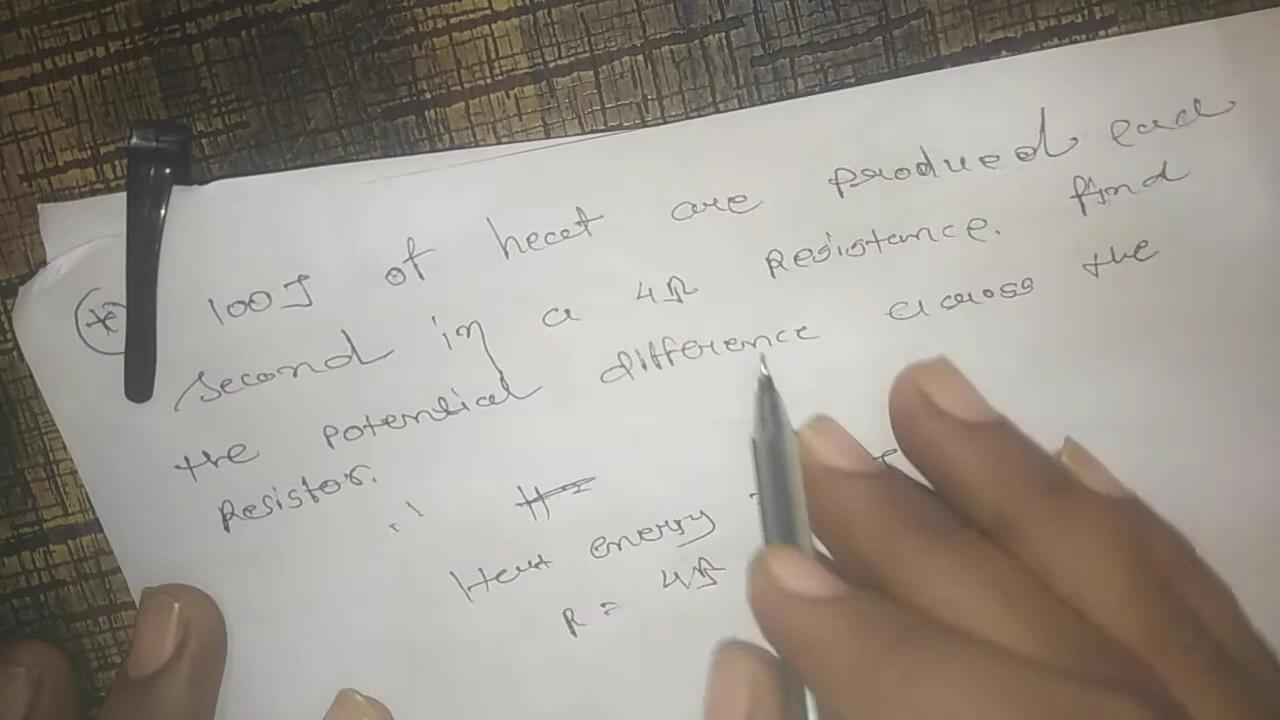 (*) 100J of heat are produced each
second in a 4Ω Resistance. find
the potential difference across the
Resistor.
H=
Heat energy
R = 4Ω